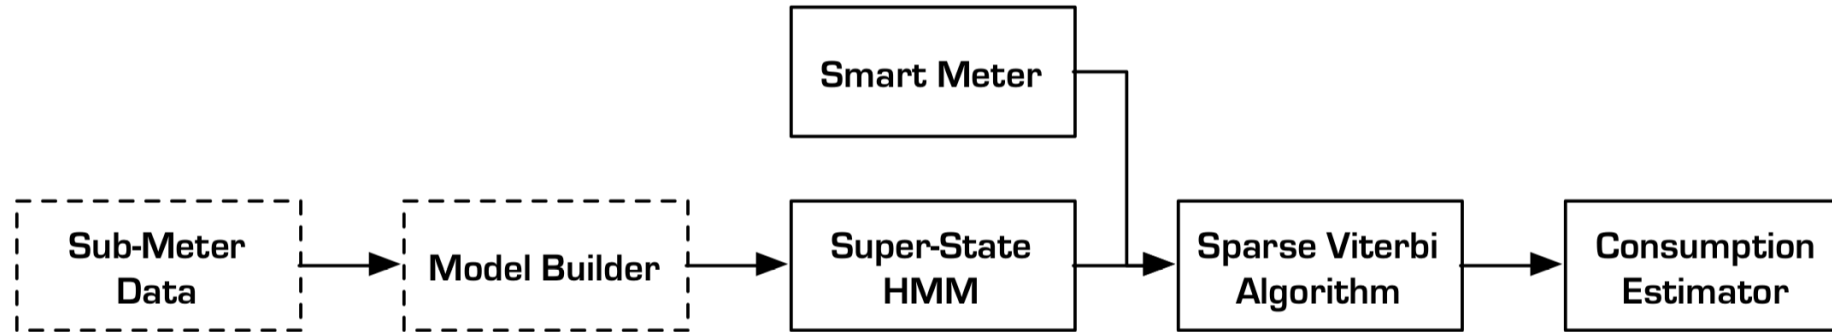 Smart Meter
Sub-Meter
Data
Model Builder
Super-State
HMM
Sparse Viterbi
Algorithm
Consumption
Estimator